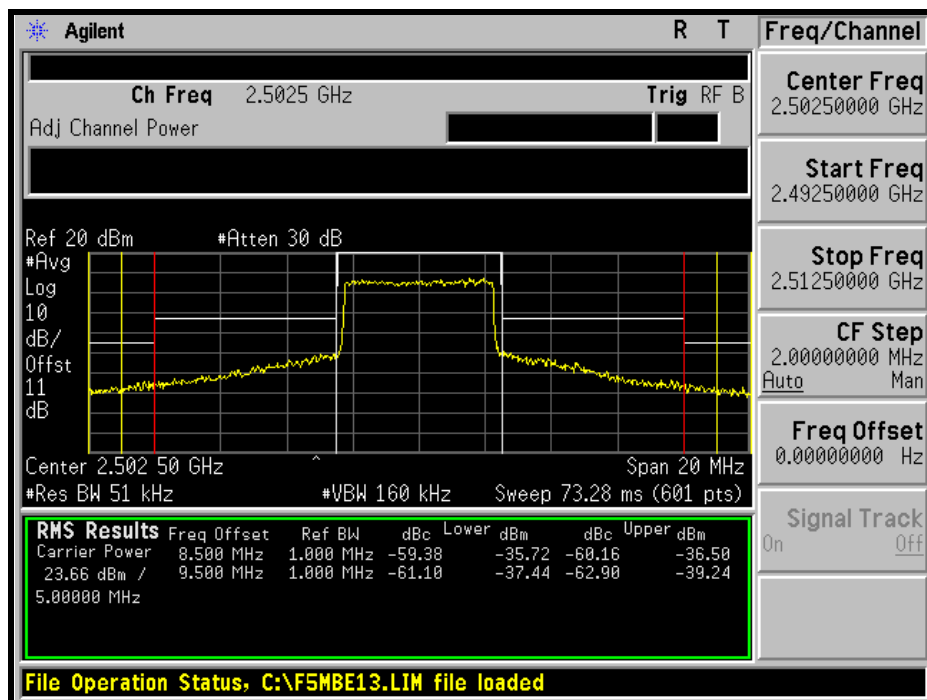 Agilent R T
Ch Freq 2.5025 GHz Trig RF B
Adj Channel Power
Ref 20 dBm #Atten 30 dB
#Avg
Log
10
dB/
Offst
11
dB
Center 2.502 50 GHz ^ Span 20 MHz
#Res BW 51 kHz #VBW 160 kHz Sweep 73.28 ms (601 pts)
RMS Results Freq Offset Ref BW dBc Lower dBm dBc Upper dBm
Carrier Power 8.500 MHz 1.000 MHz -59.38 -35.72 -60.16 -36.50
23.66 dBm / 9.500 MHz 1.000 MHz -61.10 -37.44 -62.90 -39.24
5.00000 MHz
File Operation Status, C:\F5MBE13.LIM file loaded
Freq/Channel
Center Freq
2.50250000 GHz
Start Freq
2.49250000 GHz
Stop Freq
2.51250000 GHz
CF Step
2.00000000 MHz
Auto Man
Freq Offset
0.00000000 Hz
Signal Track
On Off